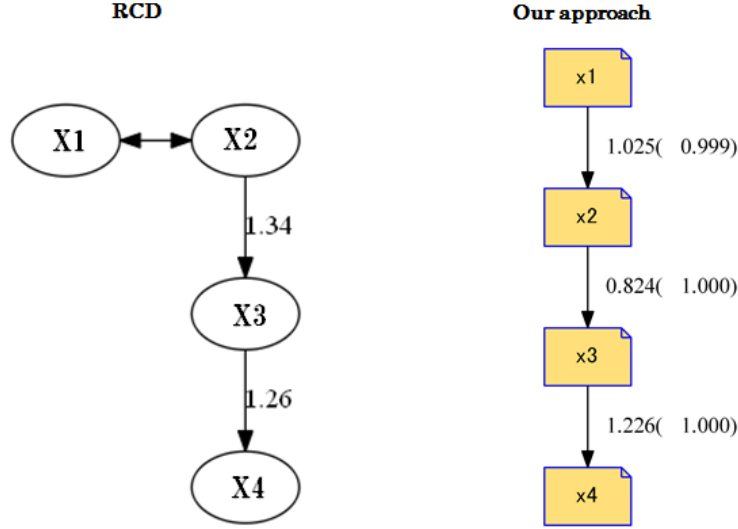 RCD
X1
X2
1.34
X3
1.26
X4
Our approach
x1
1.025( 0.999)
x2
0.824( 1.000)
x3
1.226( 1.000)
x4